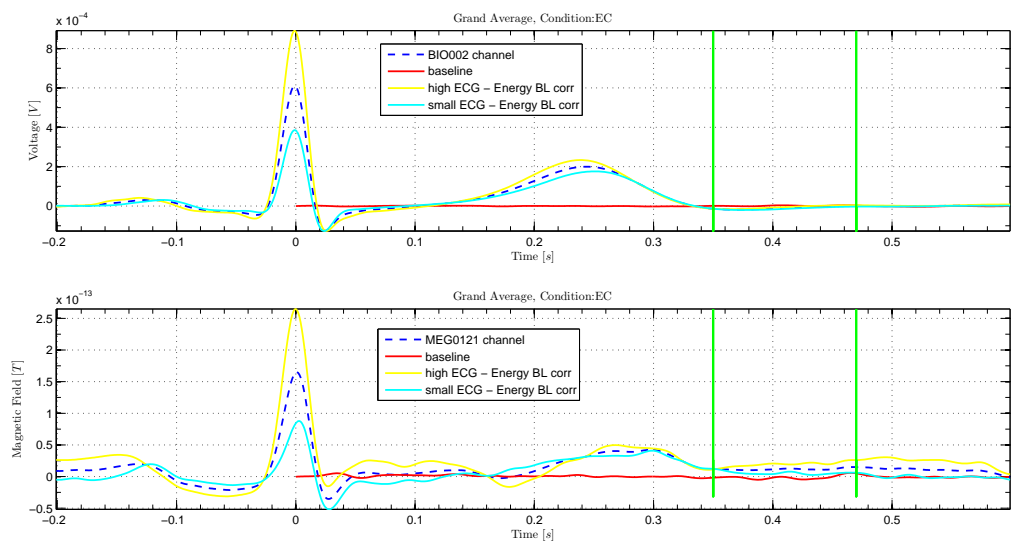 Grand Average, Condition:EC
x 10⁻⁴
8
6
4
2
0
Voltage [V]
BIO002 channel
baseline
high ECG − Energy BL corr
small ECG − Energy BL corr
−0.2
−0.1
0
0.1
0.2
0.3
0.4
0.5
Time [s]
Grand Average, Condition:EC
x 10⁻¹³
2.5
2
1.5
1
0.5
0
−0.5
Magnetic Field [T]
MEG0121 channel
baseline
high ECG − Energy BL corr
small ECG − Energy BL corr
−0.2
−0.1
0
0.1
0.2
0.3
0.4
0.5
Time [s]